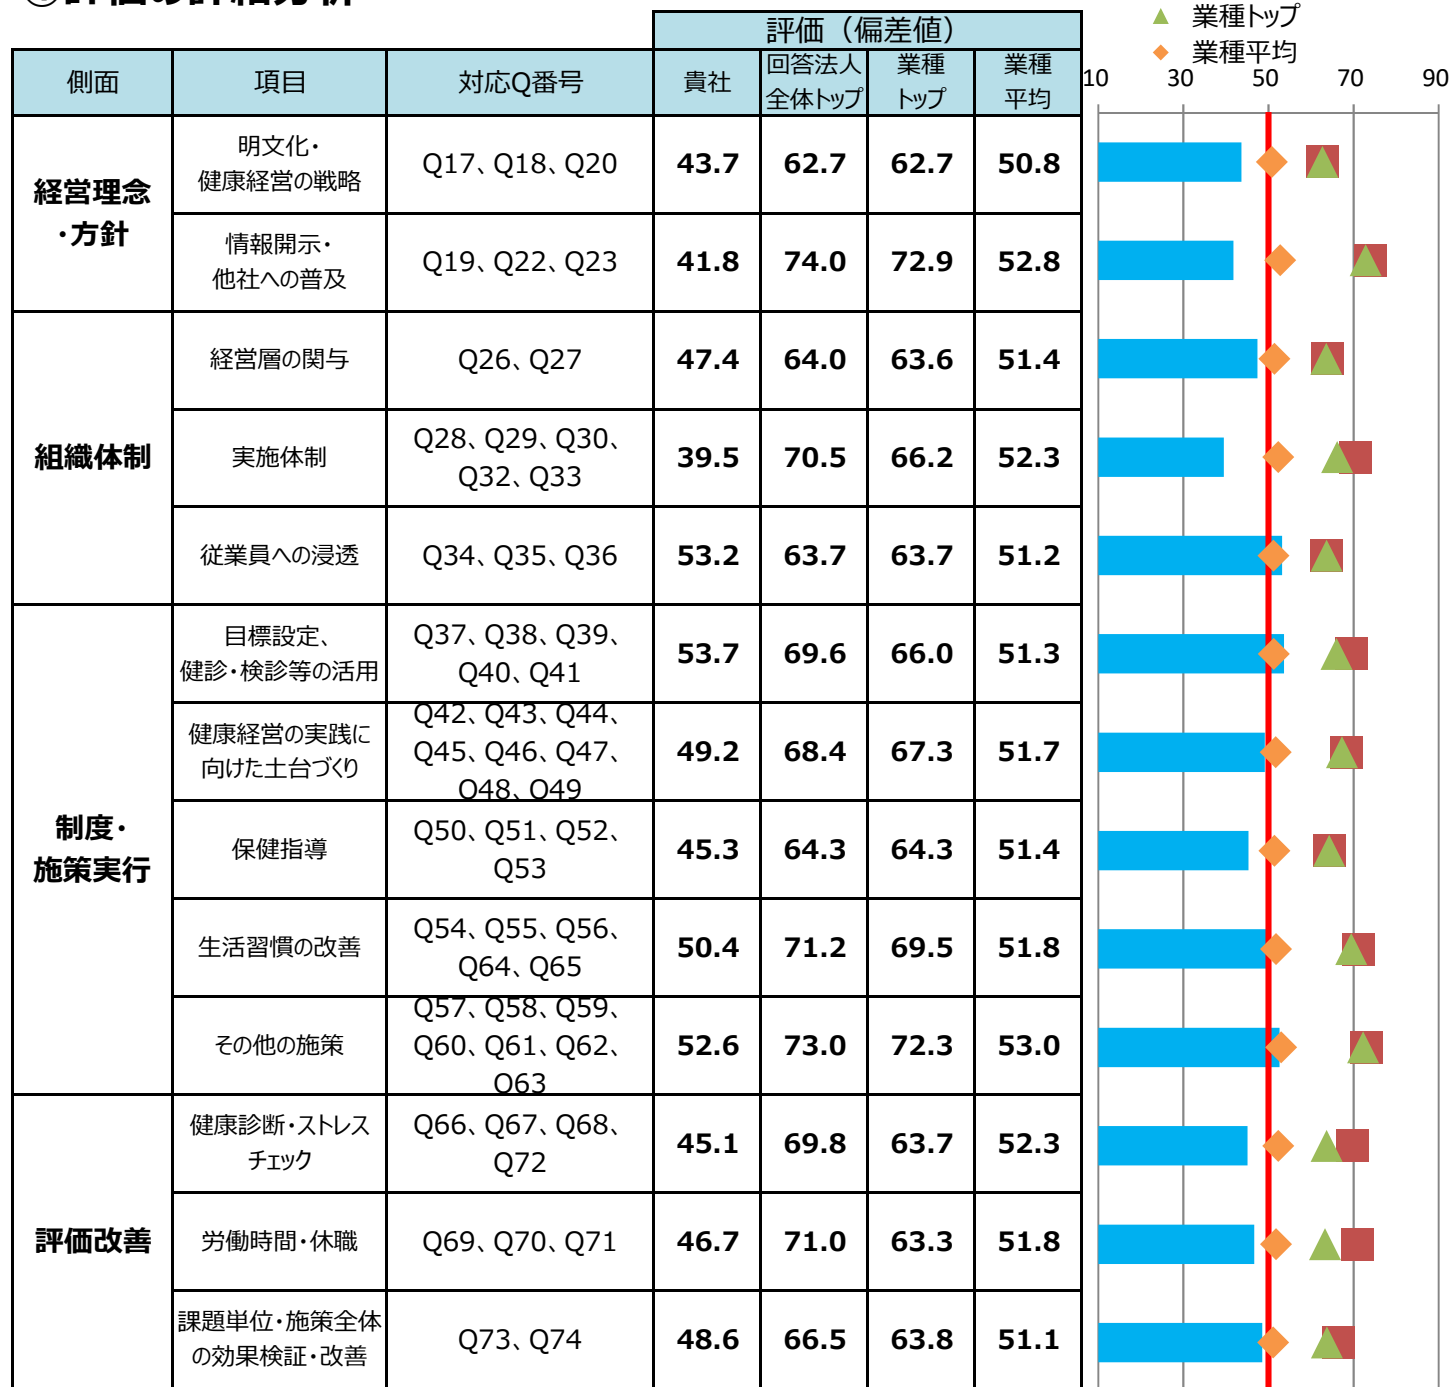 評価（偏差値）
▲ 業種トップ
◆ 業種平均
側面 項目 対応Q番号 貴社 回答法人全体トップ 業種トップ 業種平均
10 30 50 70 90
経営理念
・方針
明文化・
健康経営の戦略
Q17、Q18、Q20
43.7 62.7 62.7 50.8
情報開示・
他社への普及
Q19、Q22、Q23
41.8 74.0 72.9 52.8
組織体制
経営層の関与
Q26、Q27
47.4 64.0 63.6 51.4
実施体制
Q28、Q29、Q30、
Q32、Q33
39.5 70.5 66.2 52.3
従業員への浸透
Q34、Q35、Q36
53.2 63.7 63.7 51.2
制度・
施策実行
目標設定、
健診・検診等の活用
Q37、Q38、Q39、
Q40、Q41
53.7 69.6 66.0 51.3
健康経営の実践に
向けた土台づくり
Q42、Q43、Q44、
Q45、Q46、Q47、
Q48、Q49
49.2 68.4 67.3 51.7
保健指導
Q50、Q51、Q52、
Q53
45.3 64.3 64.3 51.4
生活習慣の改善
Q54、Q55、Q56、
Q64、Q65
50.4 71.2 69.5 51.8
その他の施策
Q57、Q58、Q59、
Q60、Q61、Q62、
Q63
52.6 73.0 72.3 53.0
評価改善
健康診断・ストレス
チェック
Q66、Q67、Q68、
Q72
45.1 69.8 63.7 52.3
労働時間・休職
Q69、Q70、Q71
46.7 71.0 63.3 51.8
課題単位・施策全体
の効果検証・改善
Q73、Q74
48.6 66.5 63.8 51.1